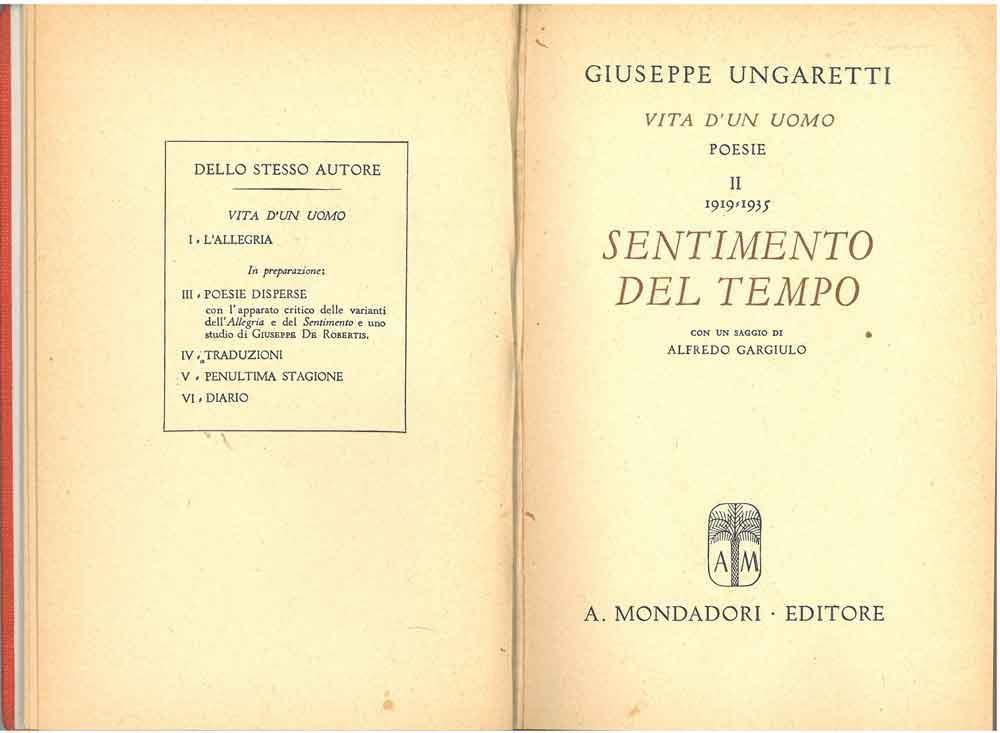 DELLO STESSO AUTORE
VITA D'UN UOMO
I, L'ALLEGRIA
In preparazione:
III, POESIE DISPERSE
con l'apparato critico delle varianti
dell'Allegria e del Sentimento e uno
studio di GIUSEPPE DE ROBERTIS.
IV, TRADUZIONI
V, PENULTIMA STAGIONE
VI, DIARIO
GIUSEPPE UNGARETTI
VITA D'UN UOMO
POESIE
II
1919-1935
SENTIMENTO
DEL TEMPO
CON UN SAGGIO DI
ALFREDO GARGIULO
A M
A. MONDADORI · EDITORE